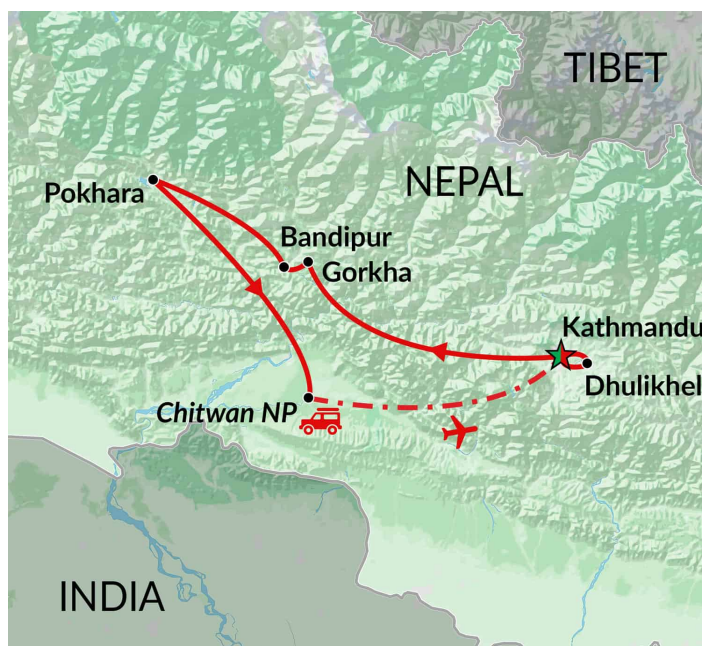 TIBET
NEPAL
Pokhara
Bandipur
Gorkha
Kathmandu
Dhulikhel
Chitwan NP
INDIA